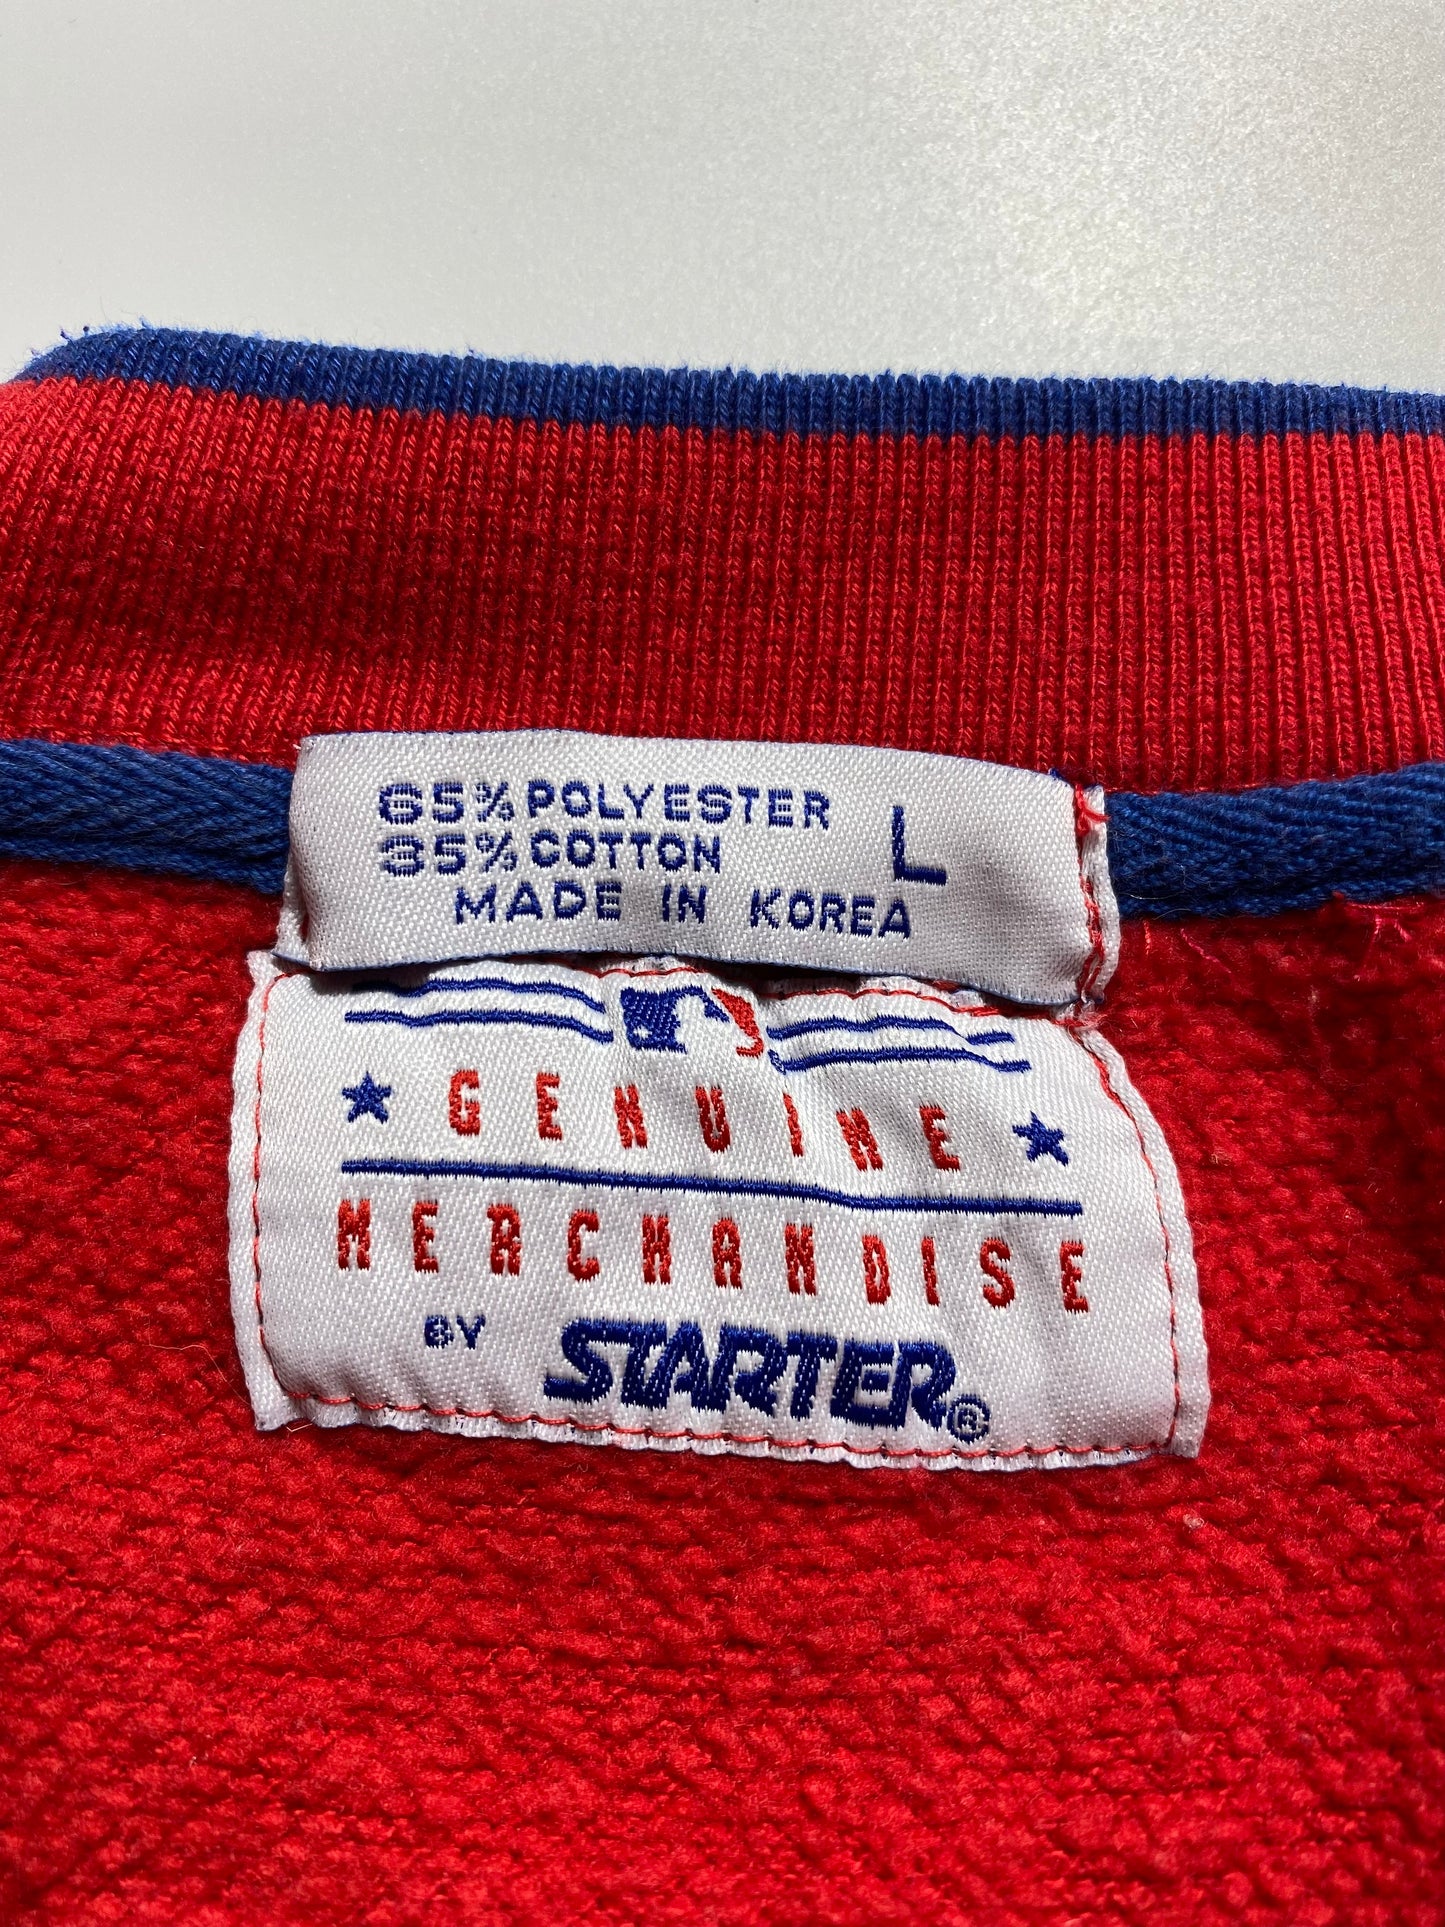 65% POLYESTER
35% COTTON L
MADE IN KOREA
GENUINE
MERCHANDISE
BY STARTER®